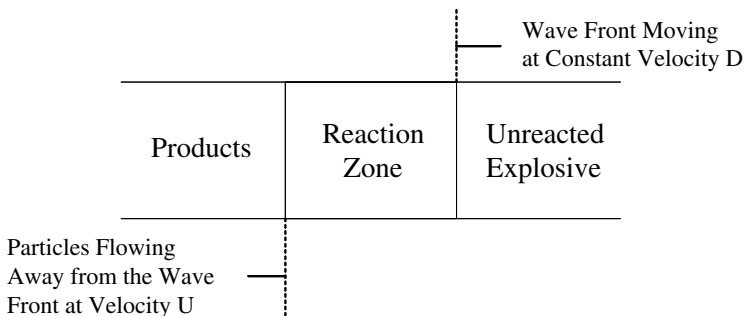 Wave Front Moving
at Constant Velocity D
Products
Reaction
Zone
Unreacted
Explosive
Particles Flowing
Away from the Wave
Front at Velocity U